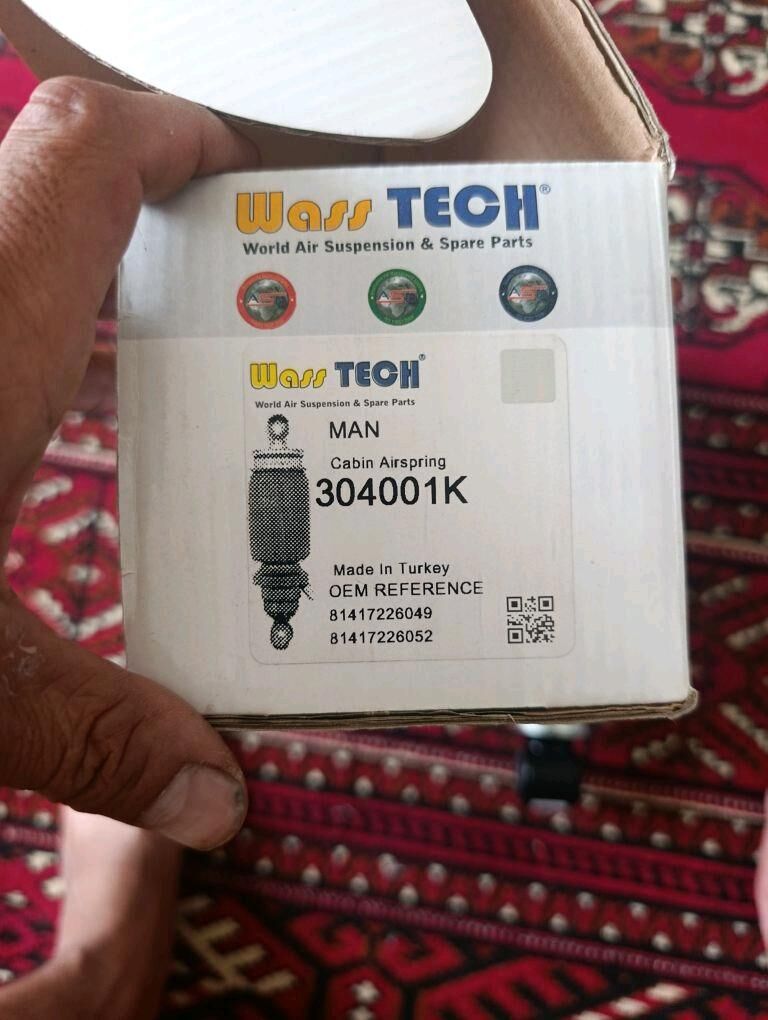 Wass TECH®
World Air Suspension & Spare Parts
Wass TECH®
World Air Suspension & Spare Parts
MAN
Cabin Airspring
304001K
Made In Turkey
OEM REFERENCE
81417226049
81417226052